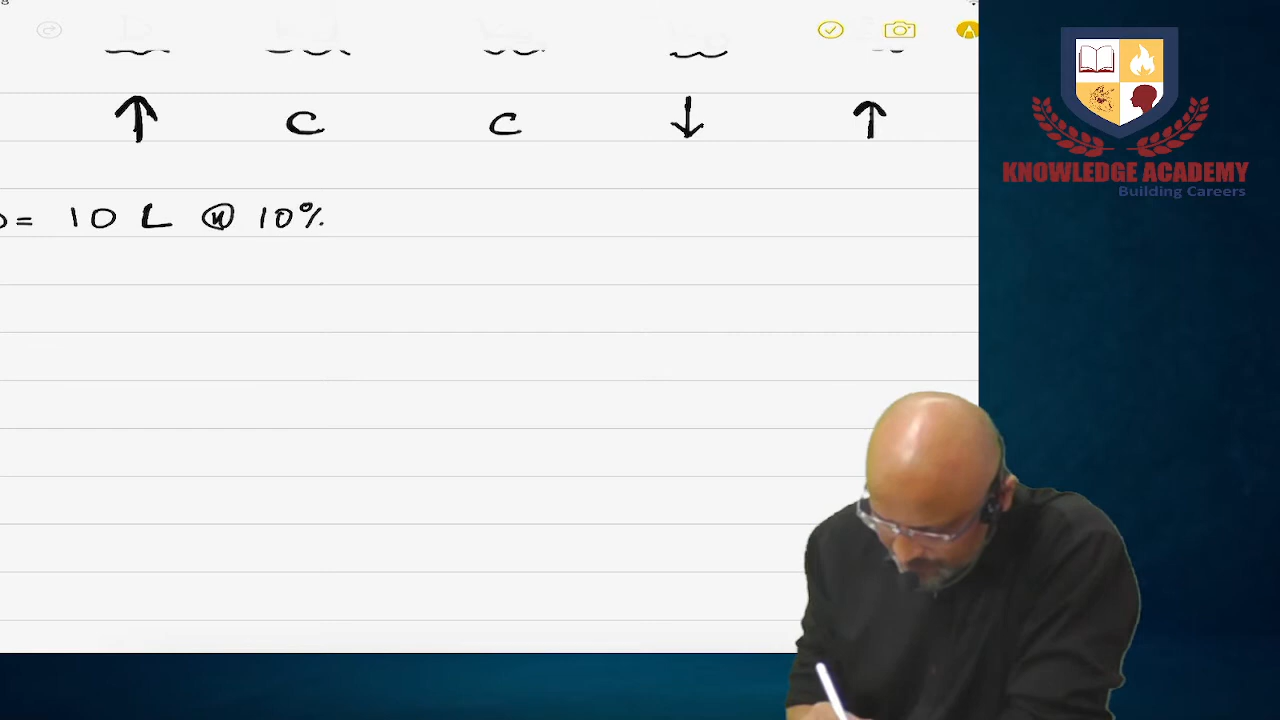 ↑ C C ↓ ↑
= 10 L @ 10%
KNOWLEDGE ACADEMY
Building Careers